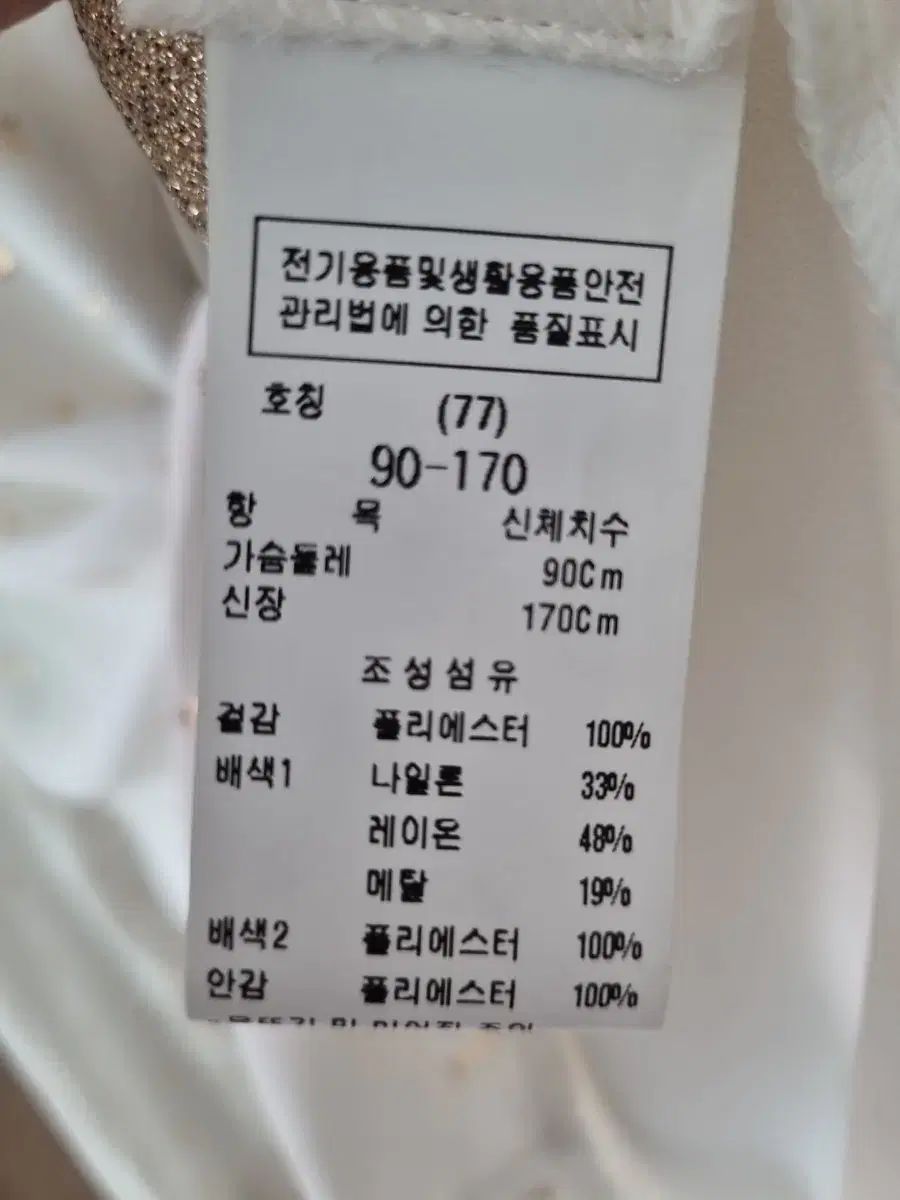 전기용품및생활용품안전
관리법에 의한 품질표시
호칭 (77)
90-170
항 목 신체치수
가슴둘레 90Cm
신장 170Cm
조 성 섬 유
겉감 폴리에스터 100%
배색1 나일론 33%
레이온 48%
메탈 19%
배색2 폴리에스터 100%
안감 폴리에스터 100%